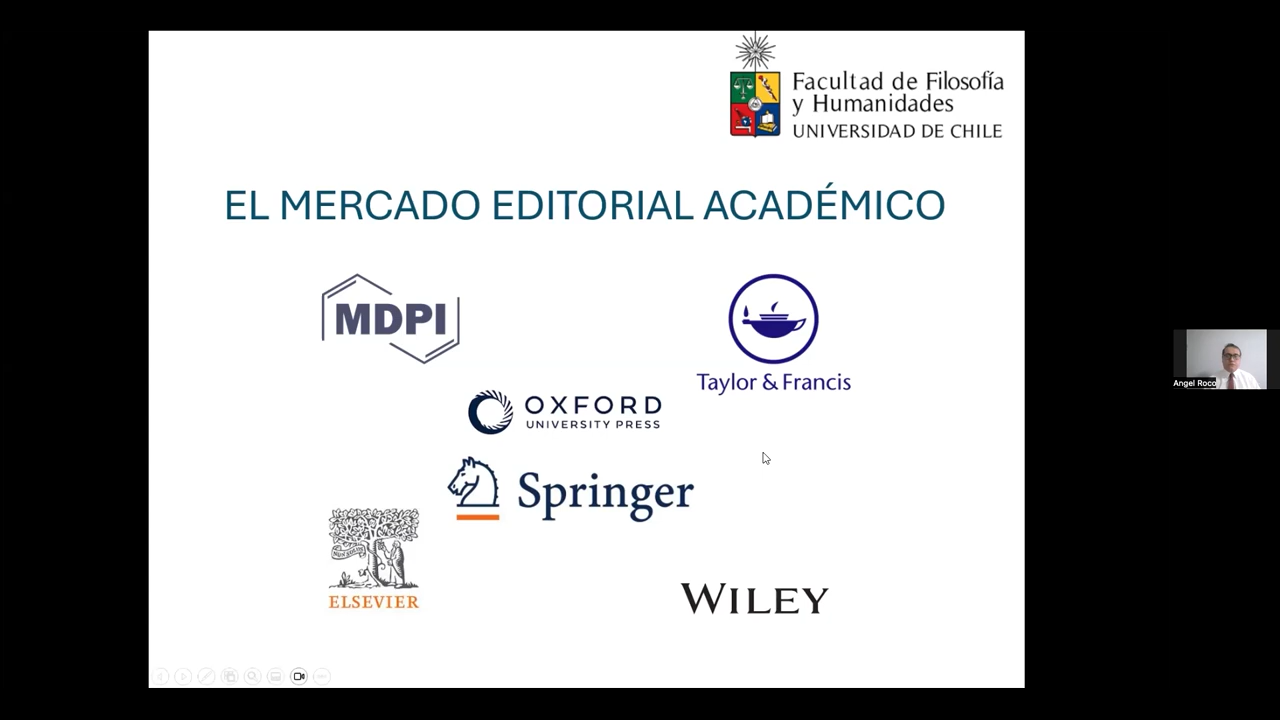 Facultad de Filosofía
y Humanidades
UNIVERSIDAD DE CHILE
EL MERCADO EDITORIAL ACADÉMICO
MDPI
Taylor & Francis
OXFORD
UNIVERSITY PRESS
Springer
ELSEVIER
WILEY
Angel Roco